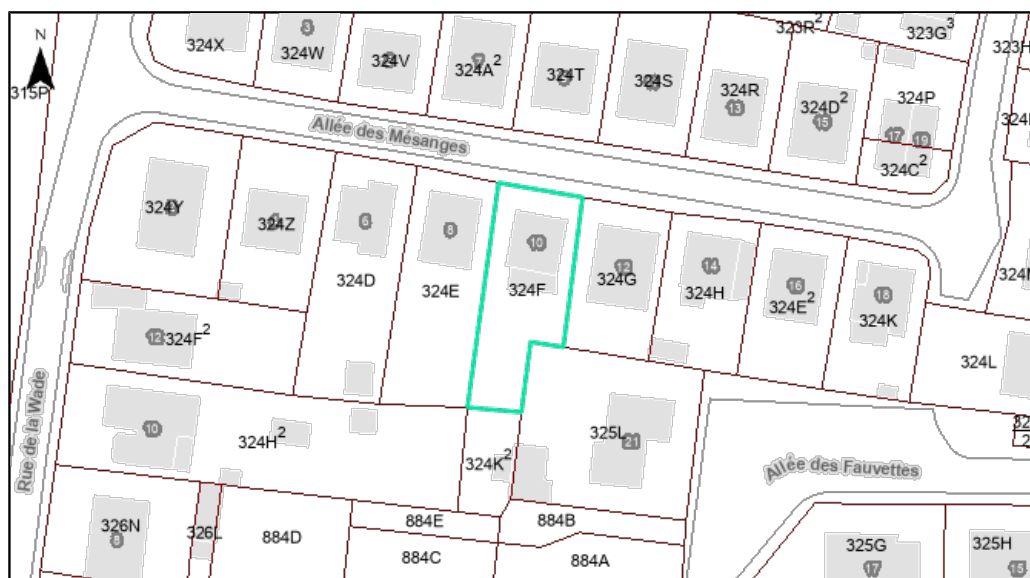 N
315P
324X
3
324W
324V
7
324A²
324T
324S
13
324R
323R²
323G³
323H
15
324D²
324P
17
19
324C²
Allée des Mésanges
324Y
324Z
6
324D
8
324E
10
324F
12
324G
14
324H
16
324E²
18
324K
324L
12
324F²
Rue de la Wade
10
324H²
324K²
325L
21
Allée des Fauvettes
326N
8
326L
884D
884E
884B
884C
884A
325G
17
325H
15